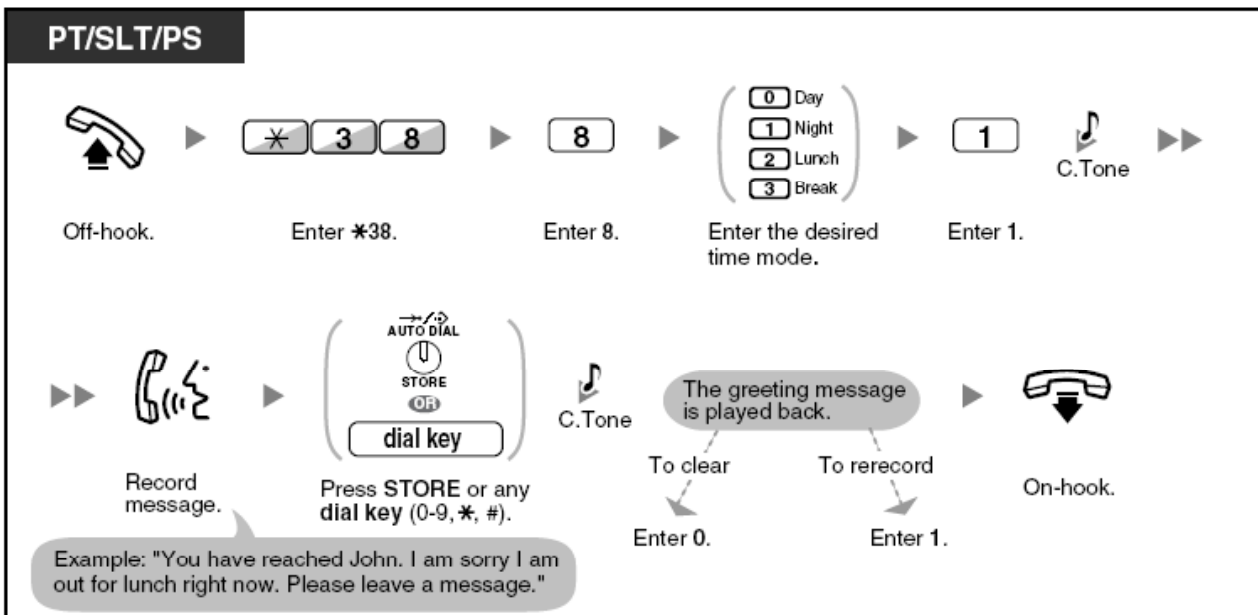 PT/SLT/PS
0 Day
1 Night
2 Lunch
3 Break
* 3 8
8
1
C.Tone
Off-hook.
Enter *38.
Enter 8.
Enter the desired
time mode.
Enter 1.
AUTO DIAL
STORE
OR
dial key
C.Tone
The greeting message
is played back.
To clear
To rerecord
Record
message.
Press STORE or any
dial key (0-9, *, #).
Enter 0.
Enter 1.
On-hook.
Example: "You have reached John. I am sorry I am
out for lunch right now. Please leave a message."